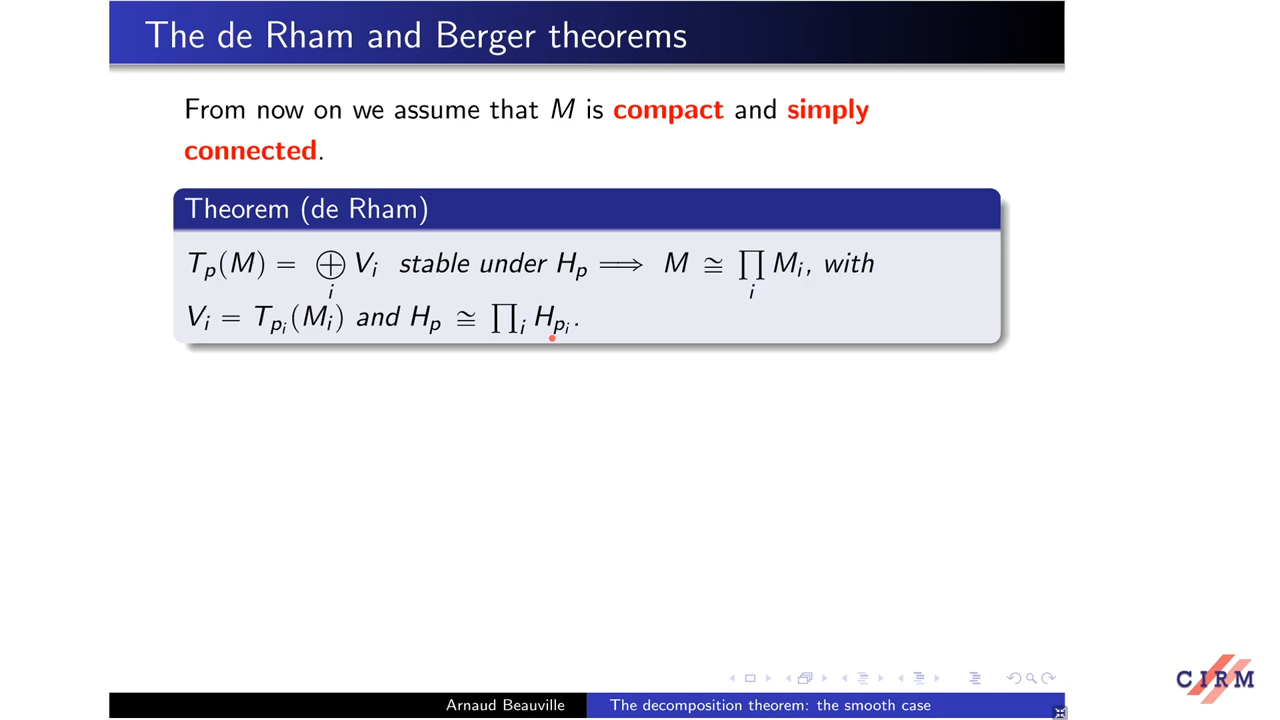 The de Rham and Berger theorems
From now on we assume that M is compact and simply
connected.
Theorem (de Rham)
T_p(M) = ⊕_i V_i stable under H_p ⟹ M ≅ ∏_i M_i, with
V_i = T_{p_i}(M_i) and H_p ≅ ∏_i H_{p_i}.
Arnaud Beauville The decomposition theorem: the smooth case
CIRM